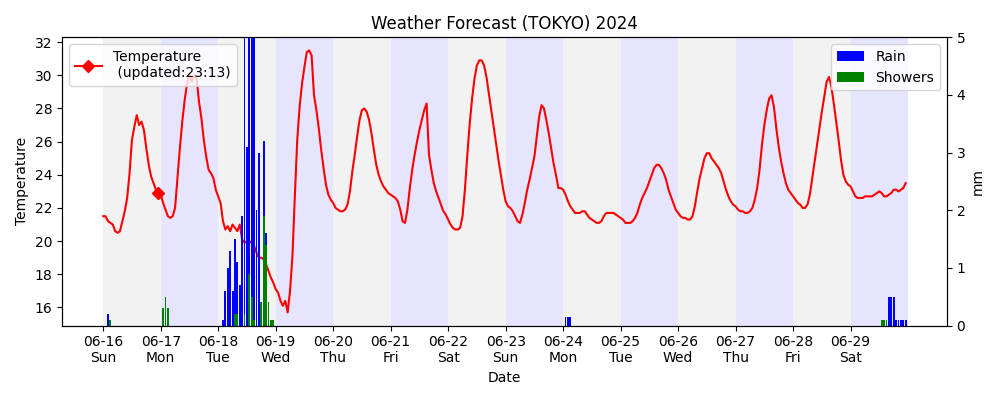 Weather Forecast (TOKYO) 2024
Temperature
(updated:23:13)
Rain
Showers
Temperature
32
30
28
26
24
22
20
18
16
5
4
3
2
1
0
mm
06-16 06-17 06-18 06-19 06-20 06-21 06-22 06-23 06-24 06-25 06-26 06-27 06-28 06-29
Sun Mon Tue Wed Thu Fri Sat Sun Mon Tue Wed Thu Fri Sat
Date